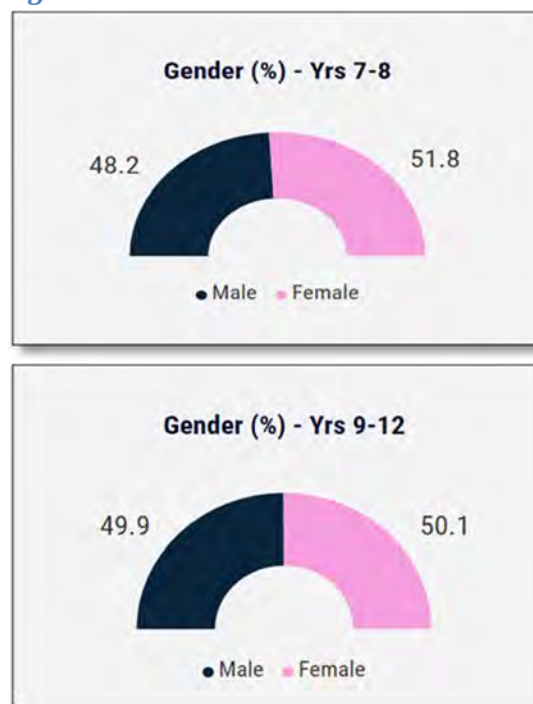 Gender (%) - Yrs 7-8
48.2
51.8
Male Female
Gender (%) - Yrs 9-12
49.9
50.1
Male Female